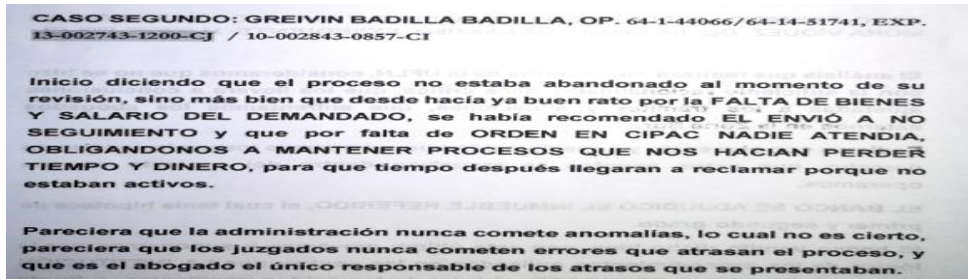 CASO SEGUNDO: GREIVIN BADILLA BADILLA, OP. 64-1-44066/64-14-51741, EXP.
13-002743-1200-CJ / 10-002843-0857-CI
Inicio diciendo que el proceso no estaba abandonado al momento de su
revisión, sino más bien que desde hacía ya buen rato por la FALTA DE BIENES
Y SALARIO DEL DEMANDADO, se había recomendado EL ENVIÓ A NO
SEGUIMIENTO y que por falta de ORDEN EN CIPAC NADIE ATENDIA,
OBLIGANDONOS A MANTENER PROCESOS QUE NOS HACIAN PERDER
TIEMPO Y DINERO, para que tiempo después llegaran a reclamar porque no
estaban activos.
Pareciera que la administración nunca comete anomalías, lo cual no es cierto,
pareciera que los juzgados nunca cometen errores que atrasan el proceso, y
que es el abogado el único responsable de los atrasos que se presentaban.